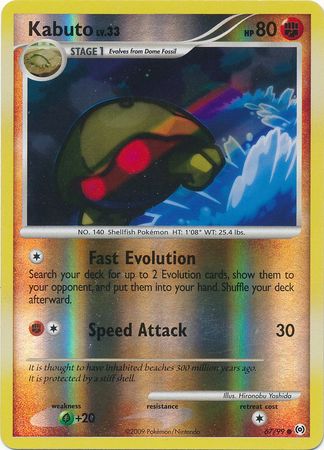 Kabuto LV.33 HP 80
STAGE 1 Evolves from Dome Fossil
NO. 140 Shellfish Pokémon HT: 1'08" WT: 25.4 lbs.
Fast Evolution
Search your deck for up to 2 Evolution cards, show them to
your opponent, and put them into your hand. Shuffle your deck
afterward.
Speed Attack 30
It is thought to have inhabited beaches 300 million years ago.
It is protected by a stiff shell.
Illus. Hironobu Yoshida
weakness resistance retreat cost
+20
©2009 Pokémon/Nintendo 67/99